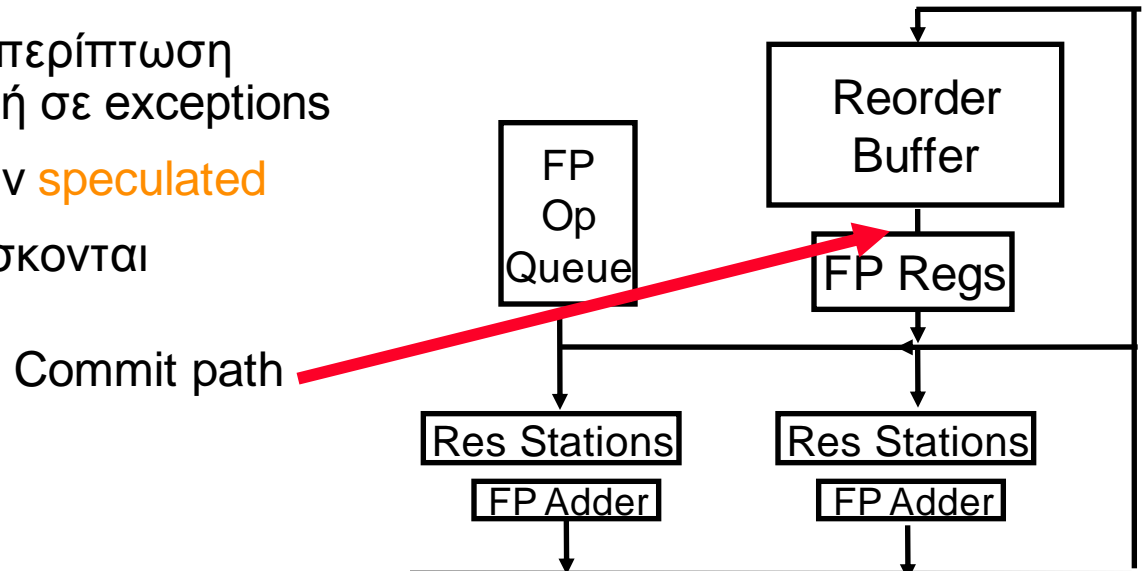 περίπτωση
ή σε exceptions
ν speculated
σκονται
Commit path
FP
Op
Queue
Reorder
Buffer
FP Regs
Res Stations
Res Stations
FP Adder
FP Adder